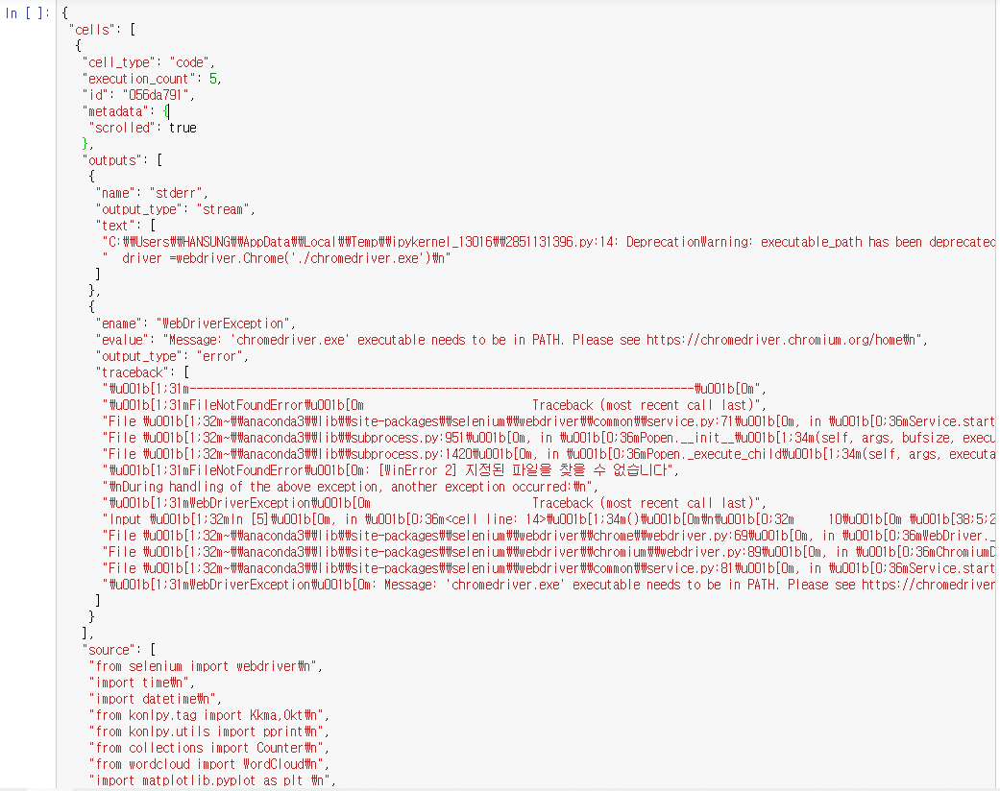 In [ ]: {
"cells": [
{
"cell_type": "code",
"execution_count": 5,
"id": "056da791",
"metadata": {
"scrolled": true
},
"outputs": [
{
"name": "stderr",
"output_type": "stream",
"text": [
"C:₩₩Users₩₩HANSUNG₩₩AppData₩₩Local₩₩Temp₩₩ipykernel_13016₩₩2851131396.py:14: DeprecationWarning: executable_path has been deprecated
"  driver =webdriver.Chrome('./chromedriver.exe')₩n"
]
},
{
"ename": "WebDriverException",
"evalue": "Message: 'chromedriver.exe' executable needs to be in PATH. Please see https://chromedriver.chromium.org/home₩n",
"output_type": "error",
"traceback": [
"₩u001b[1;31m---------------------------------------------------------------------------₩u001b[0m",
"₩u001b[1;31mFileNotFoundError₩u001b[0m                         Traceback (most recent call last)",
"File ₩u001b[1;32m~₩₩anaconda3₩₩lib₩₩site-packages₩₩selenium₩₩webdriver₩₩common₩₩service.py:71₩u001b[0m, in ₩u001b[0;36mService.start
"File ₩u001b[1;32m~₩₩anaconda3₩₩lib₩₩subprocess.py:951₩u001b[0m, in ₩u001b[0;36mPopen.__init__₩u001b[1;34m(self, args, bufsize, execu
"File ₩u001b[1;32m~₩₩anaconda3₩₩lib₩₩subprocess.py:1420₩u001b[0m, in ₩u001b[0;36mPopen._execute_child₩u001b[1;34m(self, args, executa
"₩u001b[1;31mFileNotFoundError₩u001b[0m: [WinError 2] 지정된 파일을 찾을 수 없습니다",
"₩nDuring handling of the above exception, another exception occurred:₩n",
"₩u001b[1;31mWebDriverException₩u001b[0m                        Traceback (most recent call last)",
"Input ₩u001b[1;32mIn [5]₩u001b[0m, in ₩u001b[0;36m<cell line: 14>₩u001b[1;34m()₩u001b[0m₩n₩u001b[0;32m     10₩u001b[0m ₩u001b[38;5;2
"File ₩u001b[1;32m~₩₩anaconda3₩₩lib₩₩site-packages₩₩selenium₩₩webdriver₩₩chrome₩₩webdriver.py:69₩u001b[0m, in ₩u001b[0;36mWebDriver._
"File ₩u001b[1;32m~₩₩anaconda3₩₩lib₩₩site-packages₩₩selenium₩₩webdriver₩₩chromium₩₩webdriver.py:89₩u001b[0m, in ₩u001b[0;36mChromiumD
"File ₩u001b[1;32m~₩₩anaconda3₩₩lib₩₩site-packages₩₩selenium₩₩webdriver₩₩common₩₩service.py:81₩u001b[0m, in ₩u001b[0;36mService.start
"₩u001b[1;31mWebDriverException₩u001b[0m: Message: 'chromedriver.exe' executable needs to be in PATH. Please see https://chromedriver
]
}
],
"source": [
"from selenium import webdriver₩n",
"import time₩n",
"import datetime₩n",
"from konlpy.tag import Kkma,Okt₩n",
"from konlpy.utils import pprint₩n",
"from collections import Counter₩n",
"from wordcloud import WordCloud₩n",
"import matplotlib.pyplot as plt ₩n",